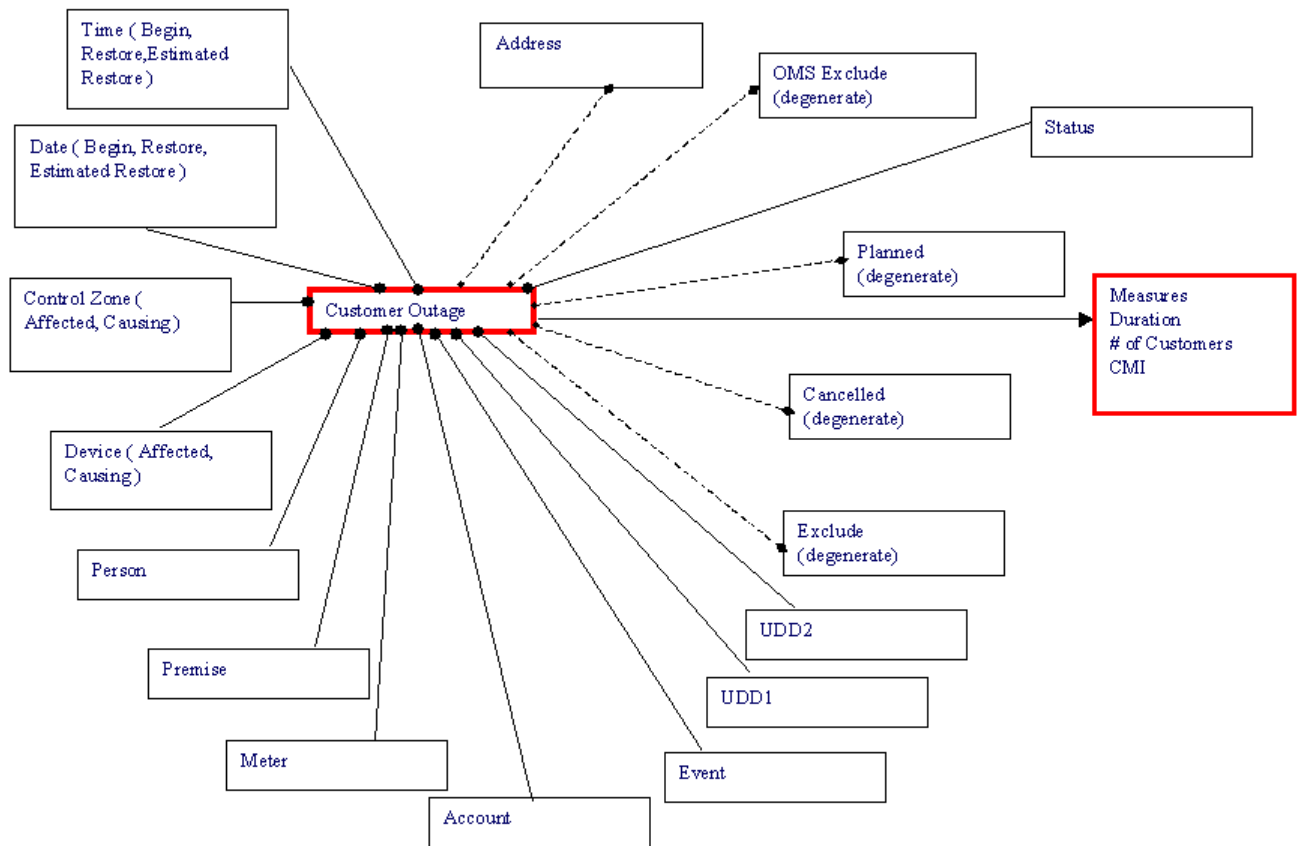 Time ( Begin,
Restore,Estimated
Restore )
Address
OMS Exclude
(degenerate)
Status
Date ( Begin, Restore,
Estimated Restore )
Planned
(degenerate)
Control Zone (
Affected, Causing )
Customer Outage
Measures
Duration
# of Customers
CMI
Cancelled
(degenerate)
Device ( Affected,
Causing )
Exclude
(degenerate)
Person
UDD2
Premise
UDD1
Meter
Event
Account